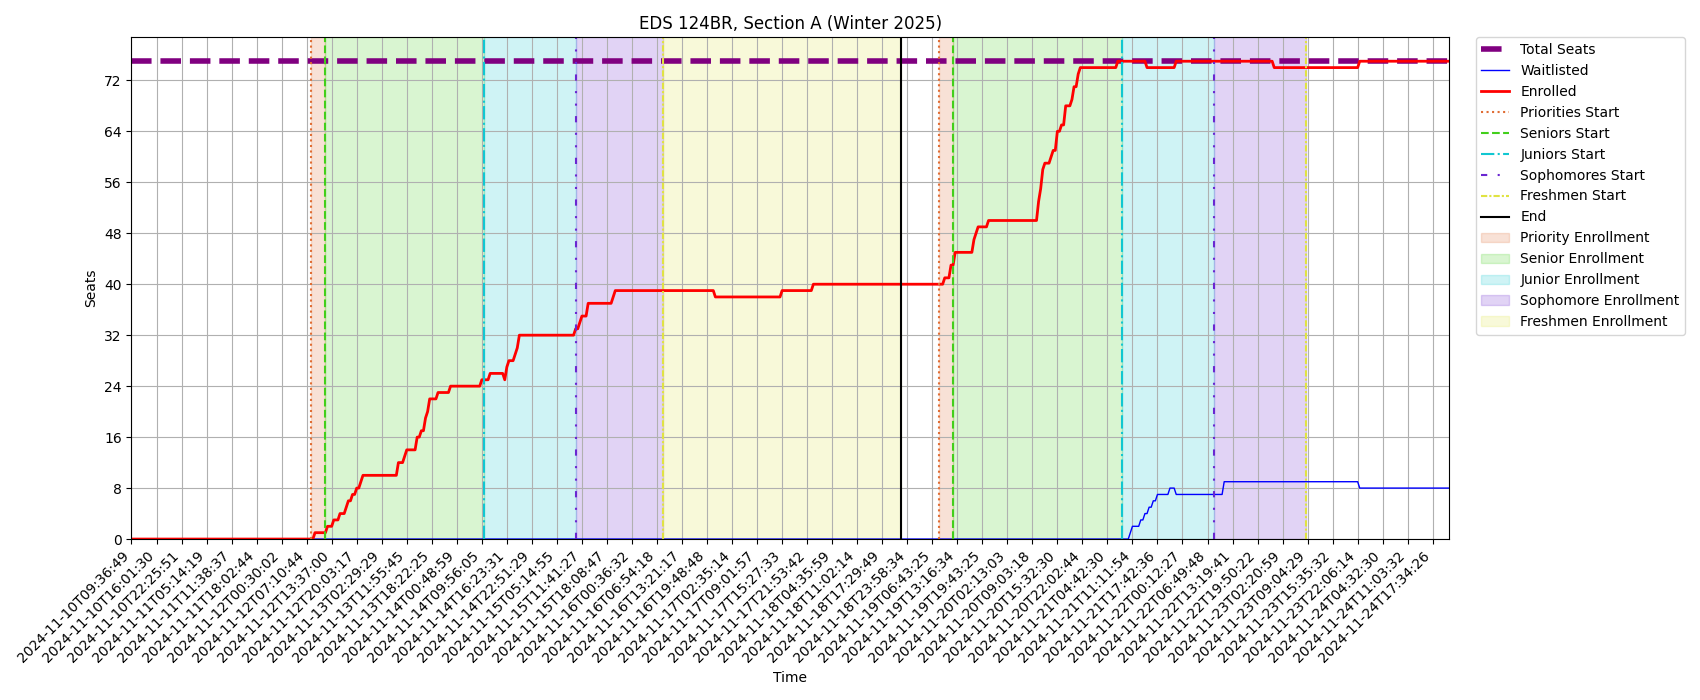 EDS 124BR, Section A (Winter 2025)
Total Seats
Waitlisted
Enrolled
Priorities Start
Seniors Start
Juniors Start
Sophomores Start
Freshmen Start
End
Priority Enrollment
Senior Enrollment
Junior Enrollment
Sophomore Enrollment
Freshmen Enrollment
Seats
72
64
56
48
40
32
24
16
8
0
2024-11-10T09:36:49
2024-11-10T16:01:30
2024-11-10T22:25:51
2024-11-11T05:14:19
2024-11-11T11:38:37
2024-11-11T18:02:44
2024-11-12T00:30:02
2024-11-12T07:10:44
2024-11-12T13:37:00
2024-11-12T20:03:17
2024-11-13T02:29:29
2024-11-13T11:55:45
2024-11-13T18:22:25
2024-11-14T00:48:59
2024-11-14T09:56:05
2024-11-14T16:23:31
2024-11-14T22:51:29
2024-11-15T05:14:55
2024-11-15T11:41:27
2024-11-15T18:08:47
2024-11-16T00:36:32
2024-11-16T06:54:18
2024-11-16T13:21:17
2024-11-16T19:48:48
2024-11-17T02:35:14
2024-11-17T09:01:57
2024-11-17T15:27:33
2024-11-17T21:53:42
2024-11-18T04:35:59
2024-11-18T11:02:14
2024-11-18T17:29:49
2024-11-18T23:58:34
2024-11-19T06:43:25
2024-11-19T13:16:34
2024-11-19T19:43:25
2024-11-20T02:13:03
2024-11-20T09:03:18
2024-11-20T15:32:30
2024-11-20T22:02:44
2024-11-21T04:42:30
2024-11-21T11:11:54
2024-11-21T17:42:36
2024-11-22T00:12:27
2024-11-22T06:49:48
2024-11-22T13:19:41
2024-11-22T19:50:22
2024-11-23T02:20:59
2024-11-23T09:04:29
2024-11-23T15:35:32
2024-11-23T22:06:14
2024-11-24T04:32:30
2024-11-24T11:03:32
2024-11-24T17:34:26
Time